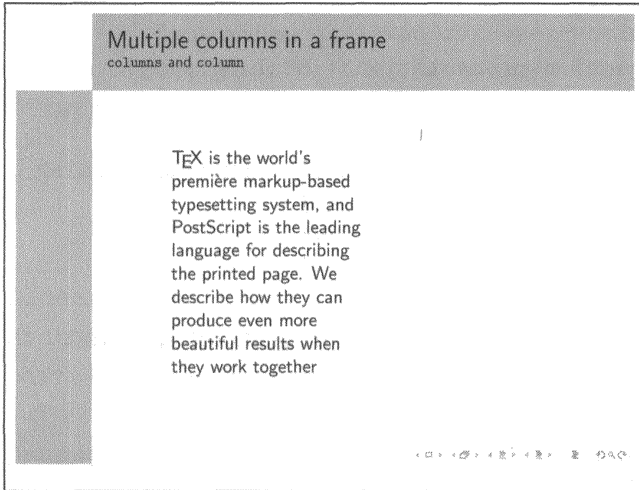 Multiple columns in a frame
columns and column
TEX is the world's
première markup-based
typesetting system, and
PostScript is the leading
language for describing
the printed page. We
describe how they can
produce even more
beautiful results when
they work together